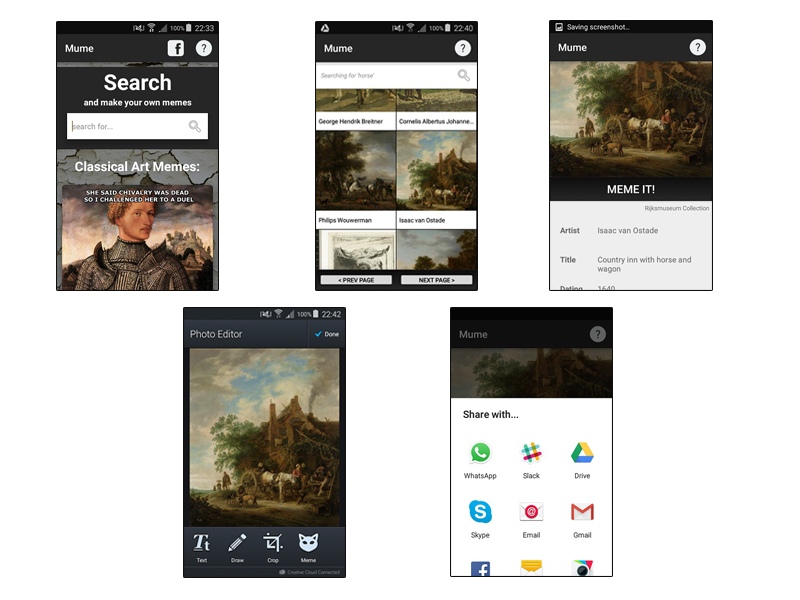 100% 22:33
Mume f ?
Search
and make your own memes
search for...
Classical Art Memes:
SHE SAID CHIVALRY WAS DEAD
SO I CHALLENGED HER TO A DUEL
100% 22:40
Mume ?
Searching for 'horse'
George Hendrik Breitner
Cornelis Albertus Johanne...
Philips Wouwerman
Isaac van Ostade
< PREV PAGE
NEXT PAGE >
Saving screenshot...
Mume ?
MEME IT!
Rijksmuseum Collection
Artist Isaac van Ostade
Title Country inn with horse and
wagon
Dating 1640
100% 22:42
Photo Editor Done
Tt
Text Draw Crop Meme
Creative Cloud Connected
Mume ?
Share with...
WhatsApp Slack Drive
S @
Skype Email Gmail
f